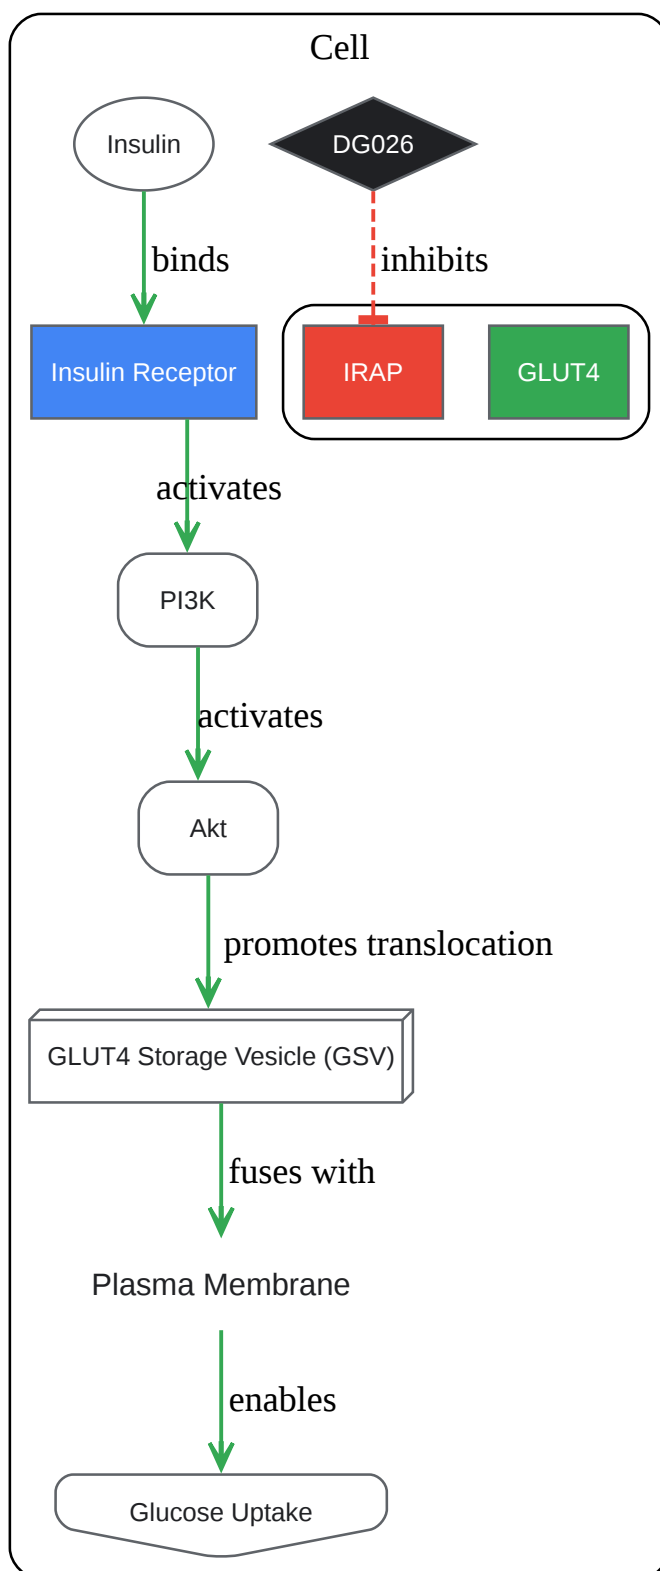 Cell
Insulin
DG026
binds
inhibits
Insulin Receptor
IRAP
GLUT4
activates
PI3K
activates
Akt
promotes translocation
GLUT4 Storage Vesicle (GSV)
fuses with
Plasma Membrane
enables
Glucose Uptake